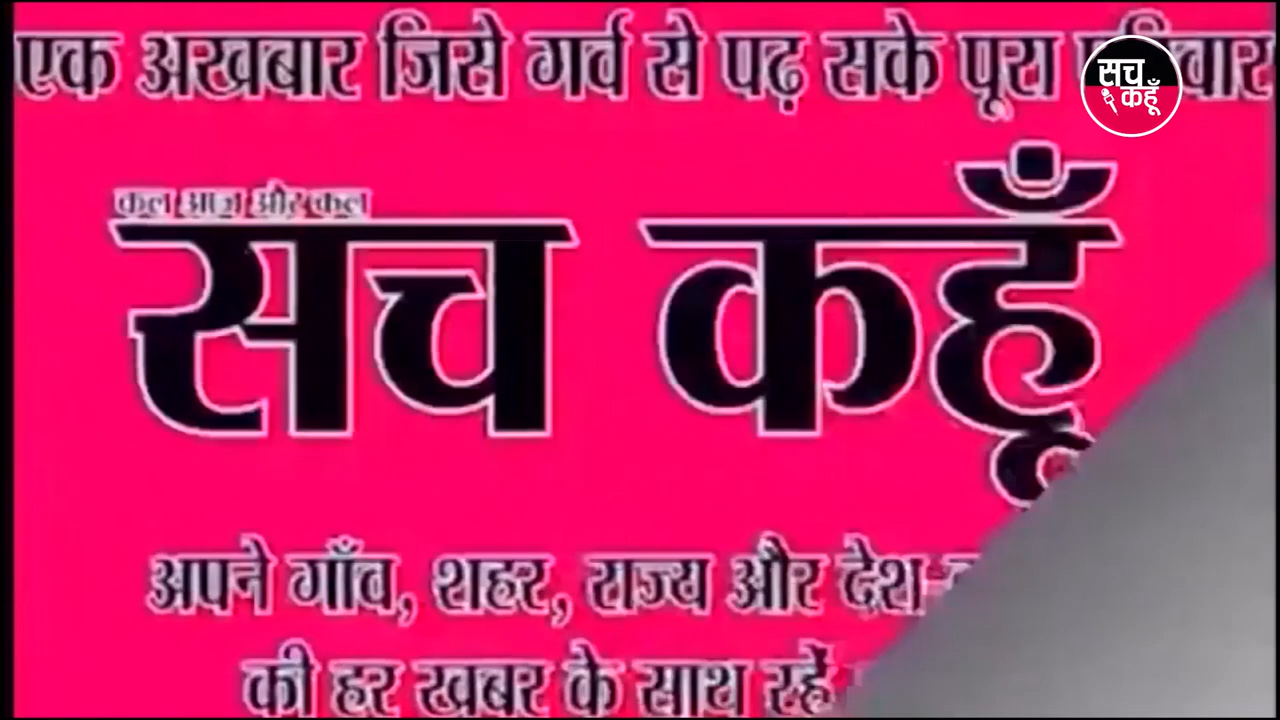 एक अखबार जिसे गर्व से पढ़ सके पूरा
सच
कहूँ
कल आज और कल
सच कहूँ
अपने गाँव, शहर, राज्य और देश
की हर खबर के साथ रहें